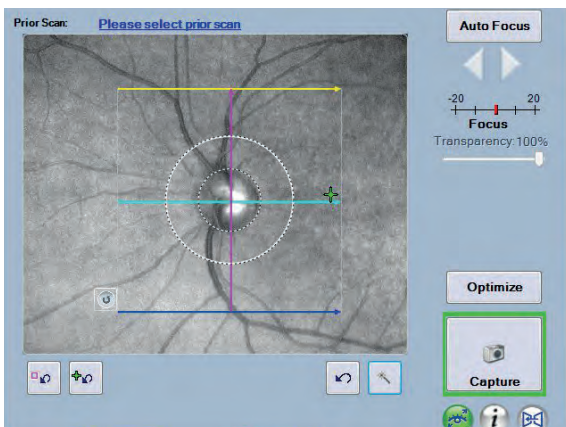 Prior Scan: Please select prior scan
Auto Focus
-20 20
Focus
Transparency:100%
Optimize
Capture
i